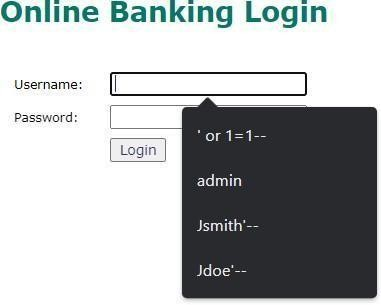 Online Banking Login
Username:
Password:
Login
' or 1=1--
admin
Jsmith'--
Jdoe'--